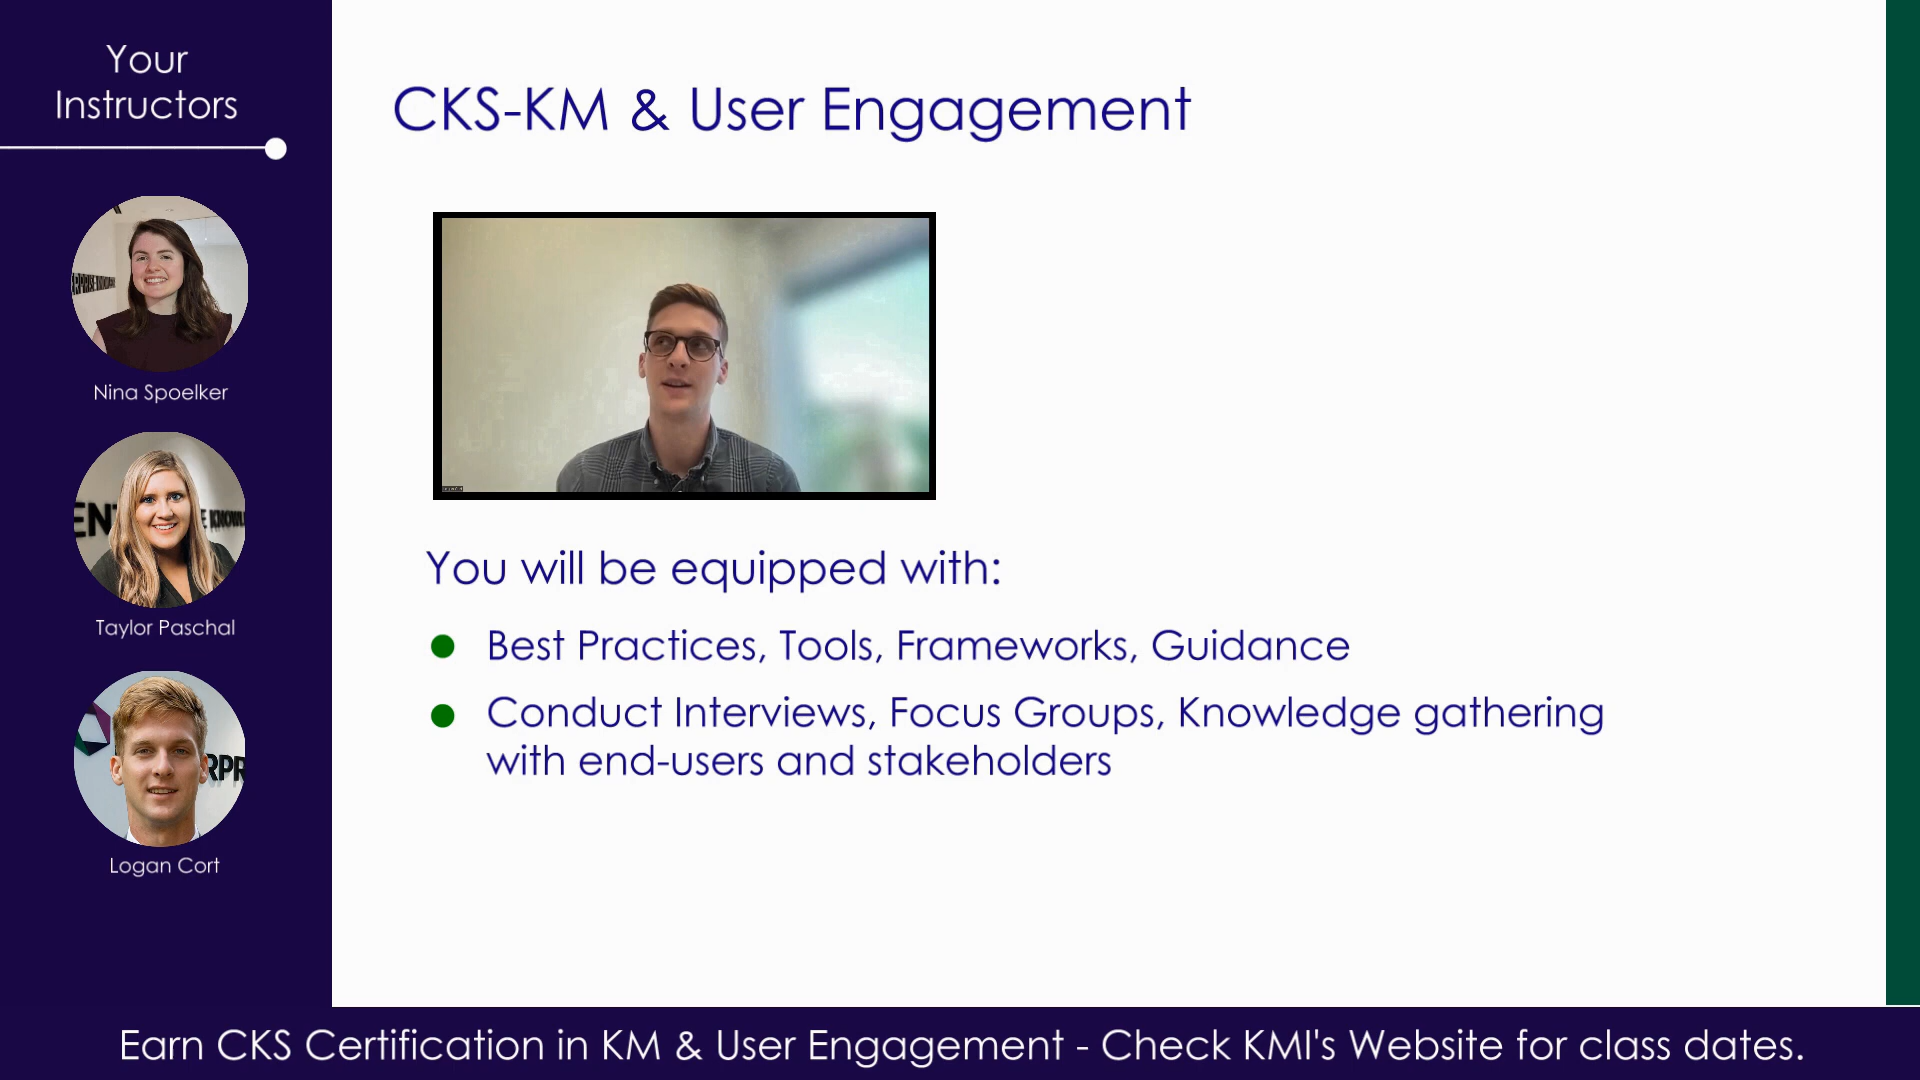 Your
Instructors
CKS-KM & User Engagement
Nina Spoelker
Taylor Paschal
Logan Cort
You will be equipped with:
Best Practices, Tools, Frameworks, Guidance
Conduct Interviews, Focus Groups, Knowledge gathering
with end-users and stakeholders
Earn CKS Certification in KM & User Engagement - Check KMI's Website for class dates.